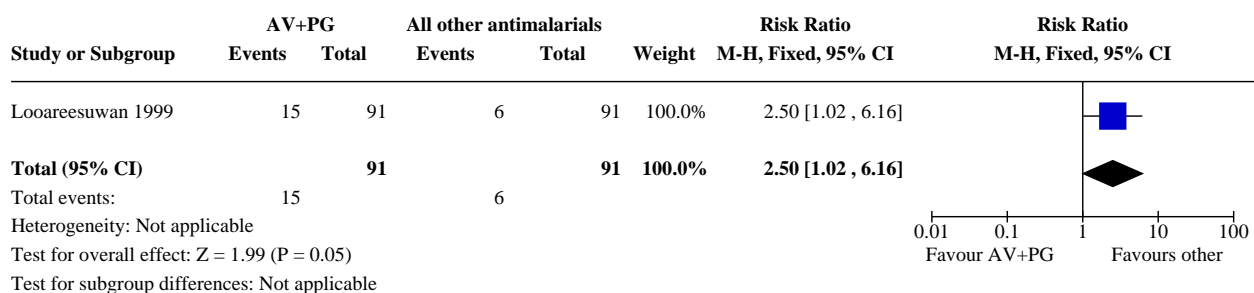 AV+PG All other antimalarials Risk Ratio Risk Ratio
Study or Subgroup Events Total Events Total Weight M-H, Fixed, 95% CI M-H, Fixed, 95% CI
Looareesuwan 1999 15 91 6 91 100.0% 2.50 [1.02 , 6.16]
Total (95% CI) 91 91 100.0% 2.50 [1.02 , 6.16]
Total events: 15 6
Heterogeneity: Not applicable
Test for overall effect: Z = 1.99 (P = 0.05)
Test for subgroup differences: Not applicable
0.01 0.1 1 10 100
Favour AV+PG Favours other